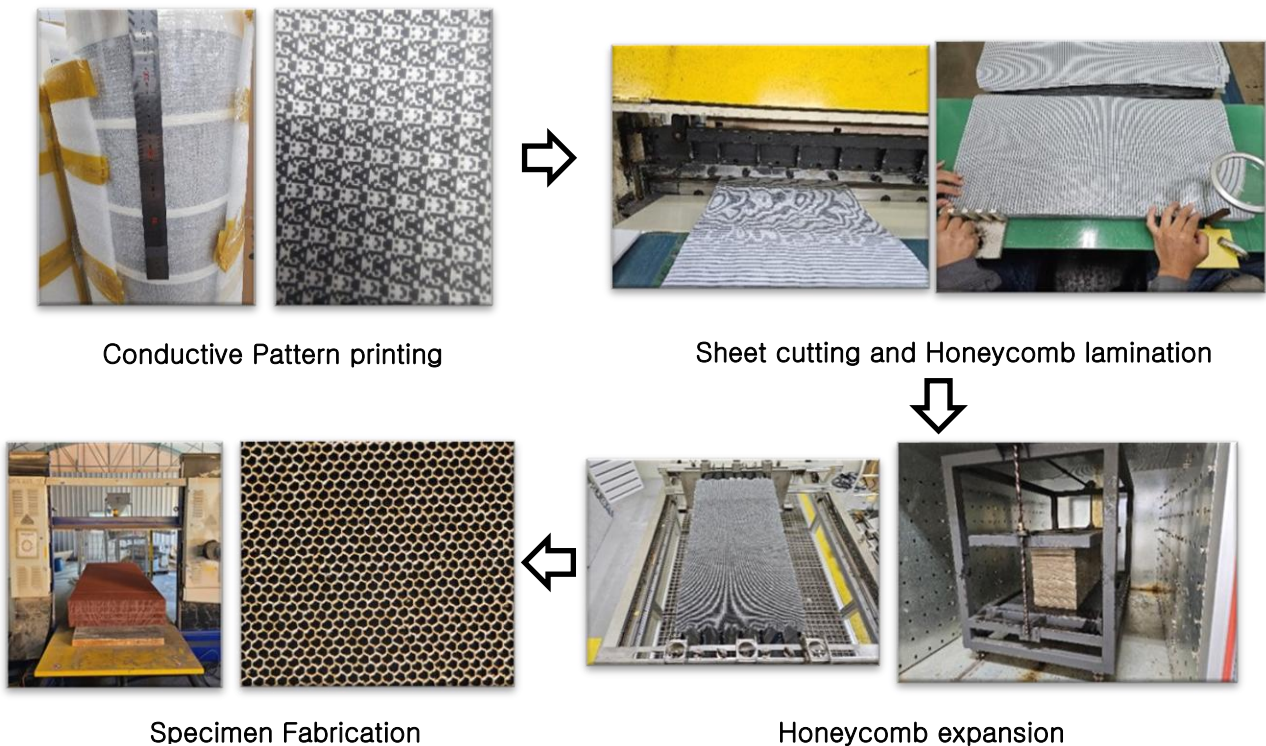 Conductive Pattern printing
Sheet cutting and Honeycomb lamination
Honeycomb expansion
Specimen Fabrication